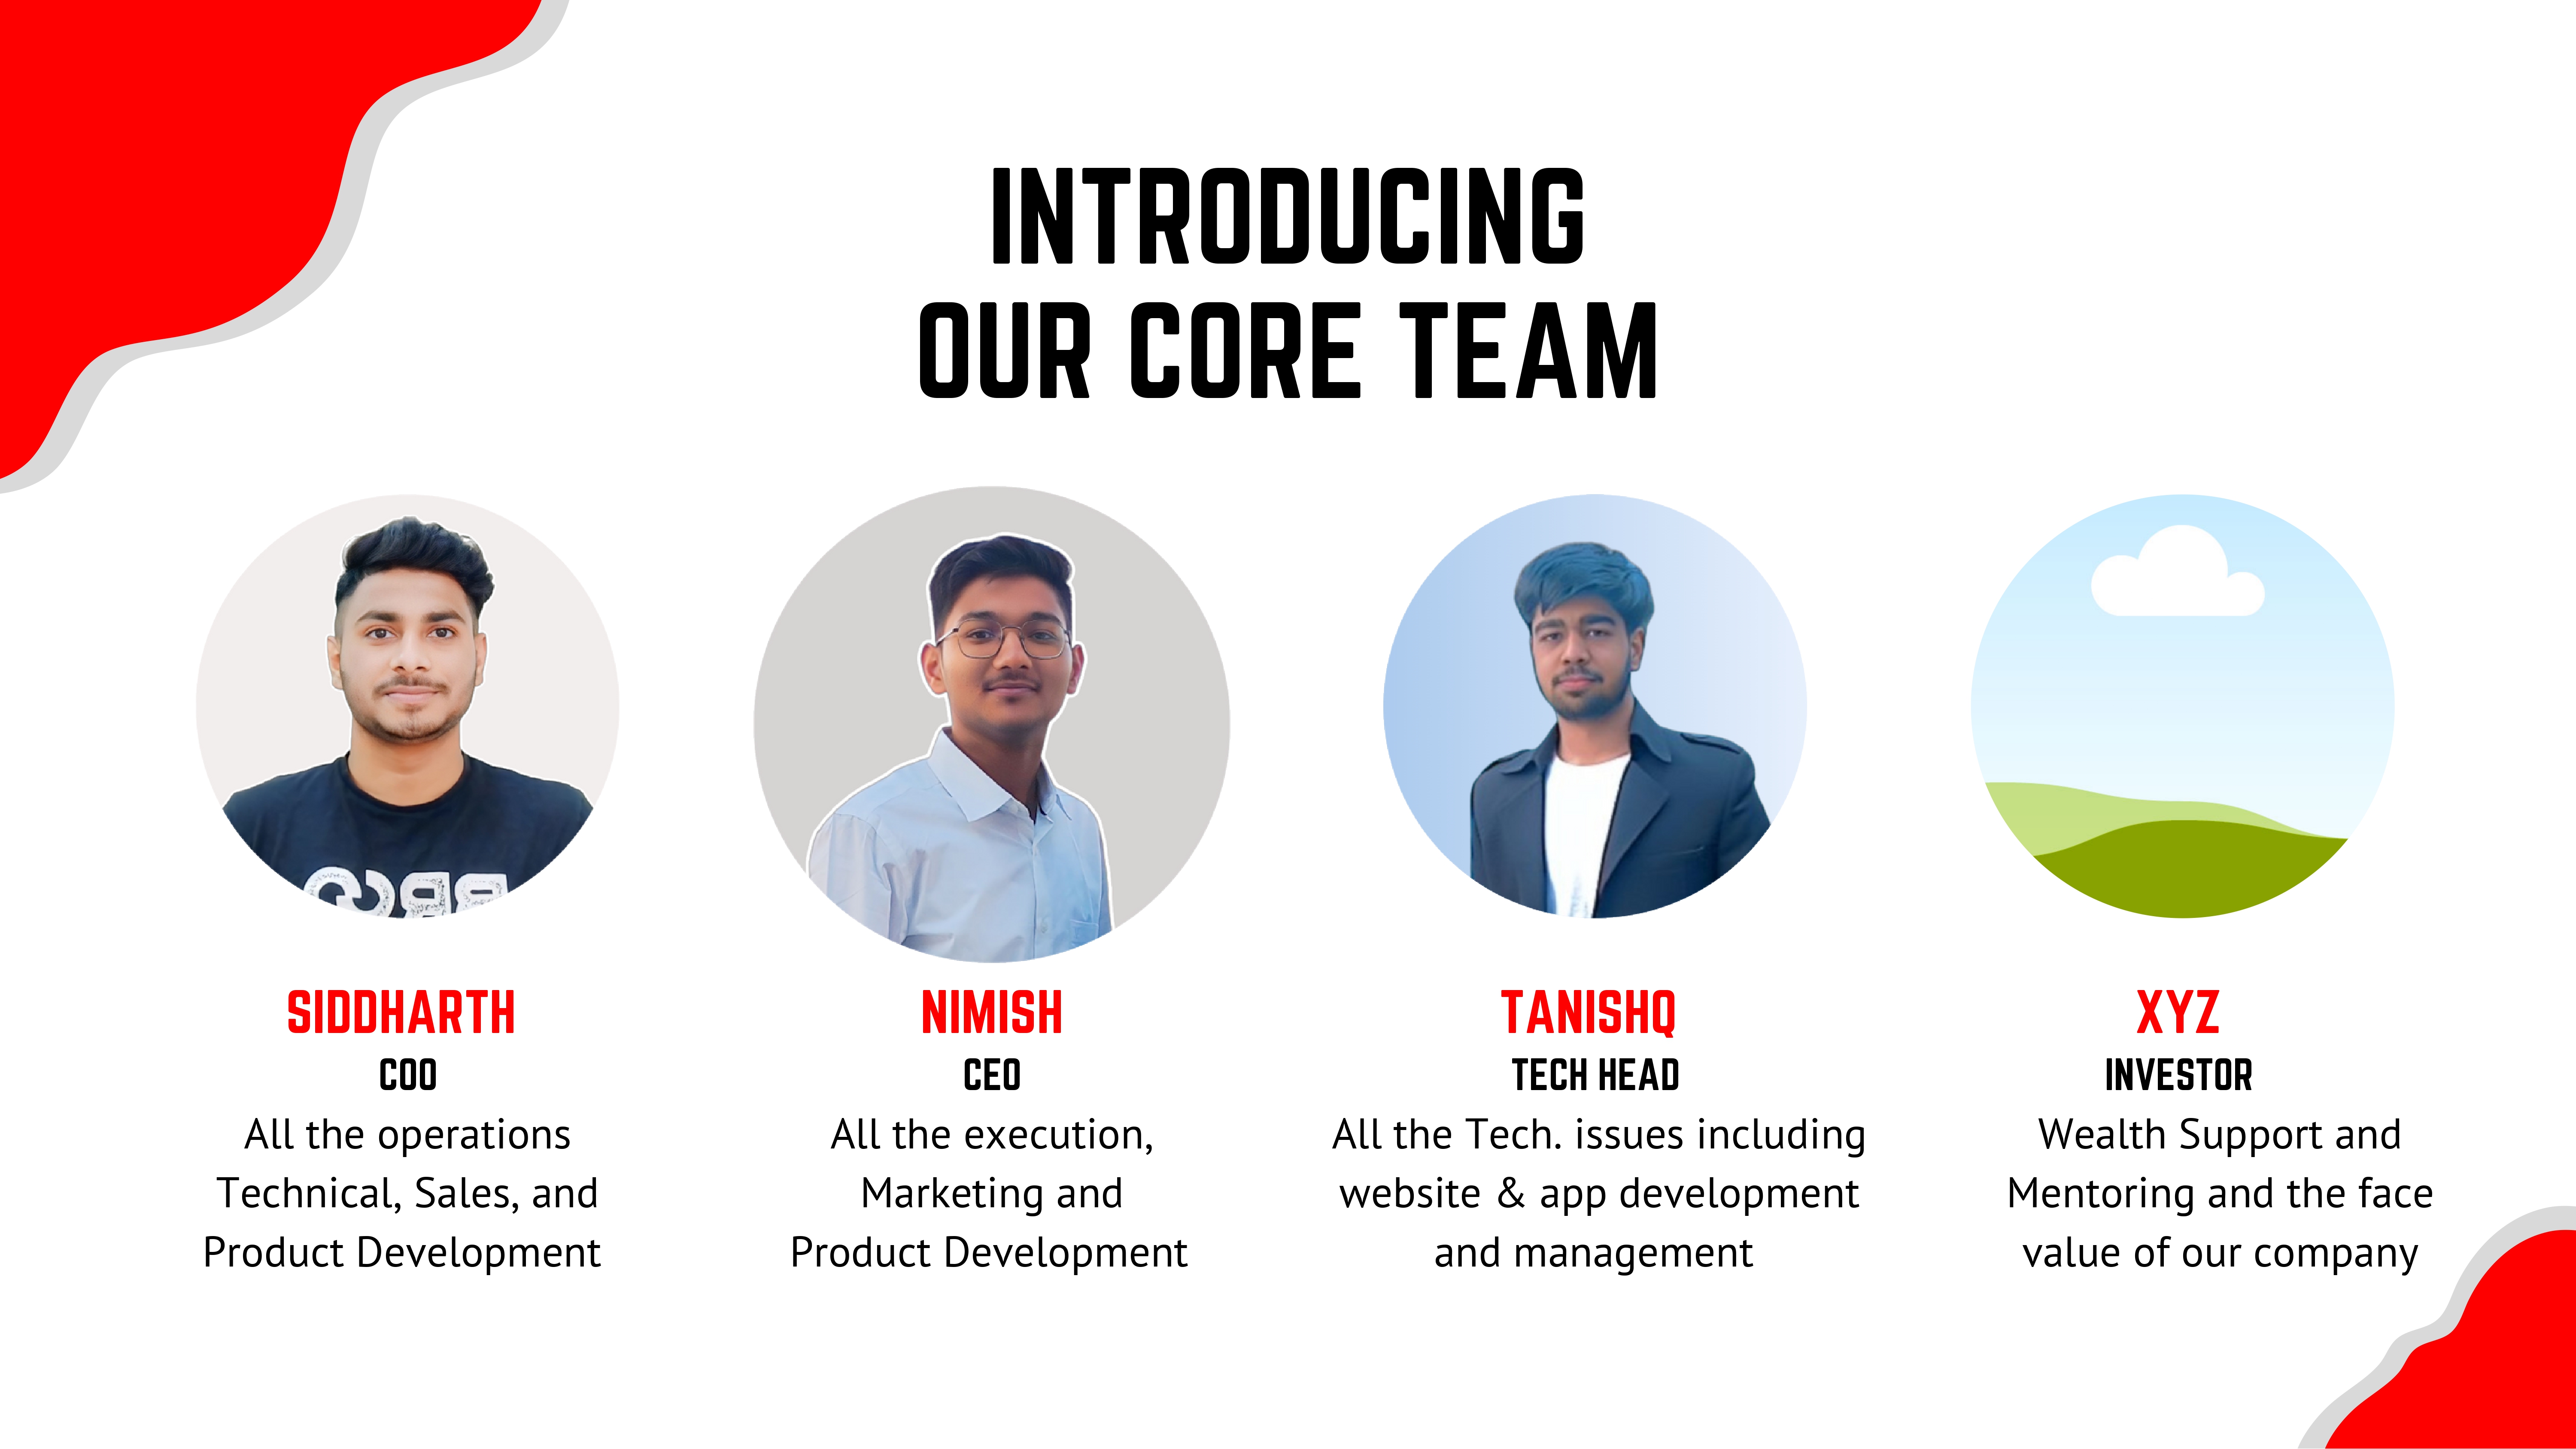 INTRODUCING
OUR CORE TEAM
SIDDHARTH
COO
All the operations
Technical, Sales, and
Product Development
NIMISH
CEO
All the execution,
Marketing and
Product Development
TANISHQ
TECH HEAD
All the Tech. issues including
website & app development
and management
XYZ
INVESTOR
Wealth Support and
Mentoring and the face
value of our company